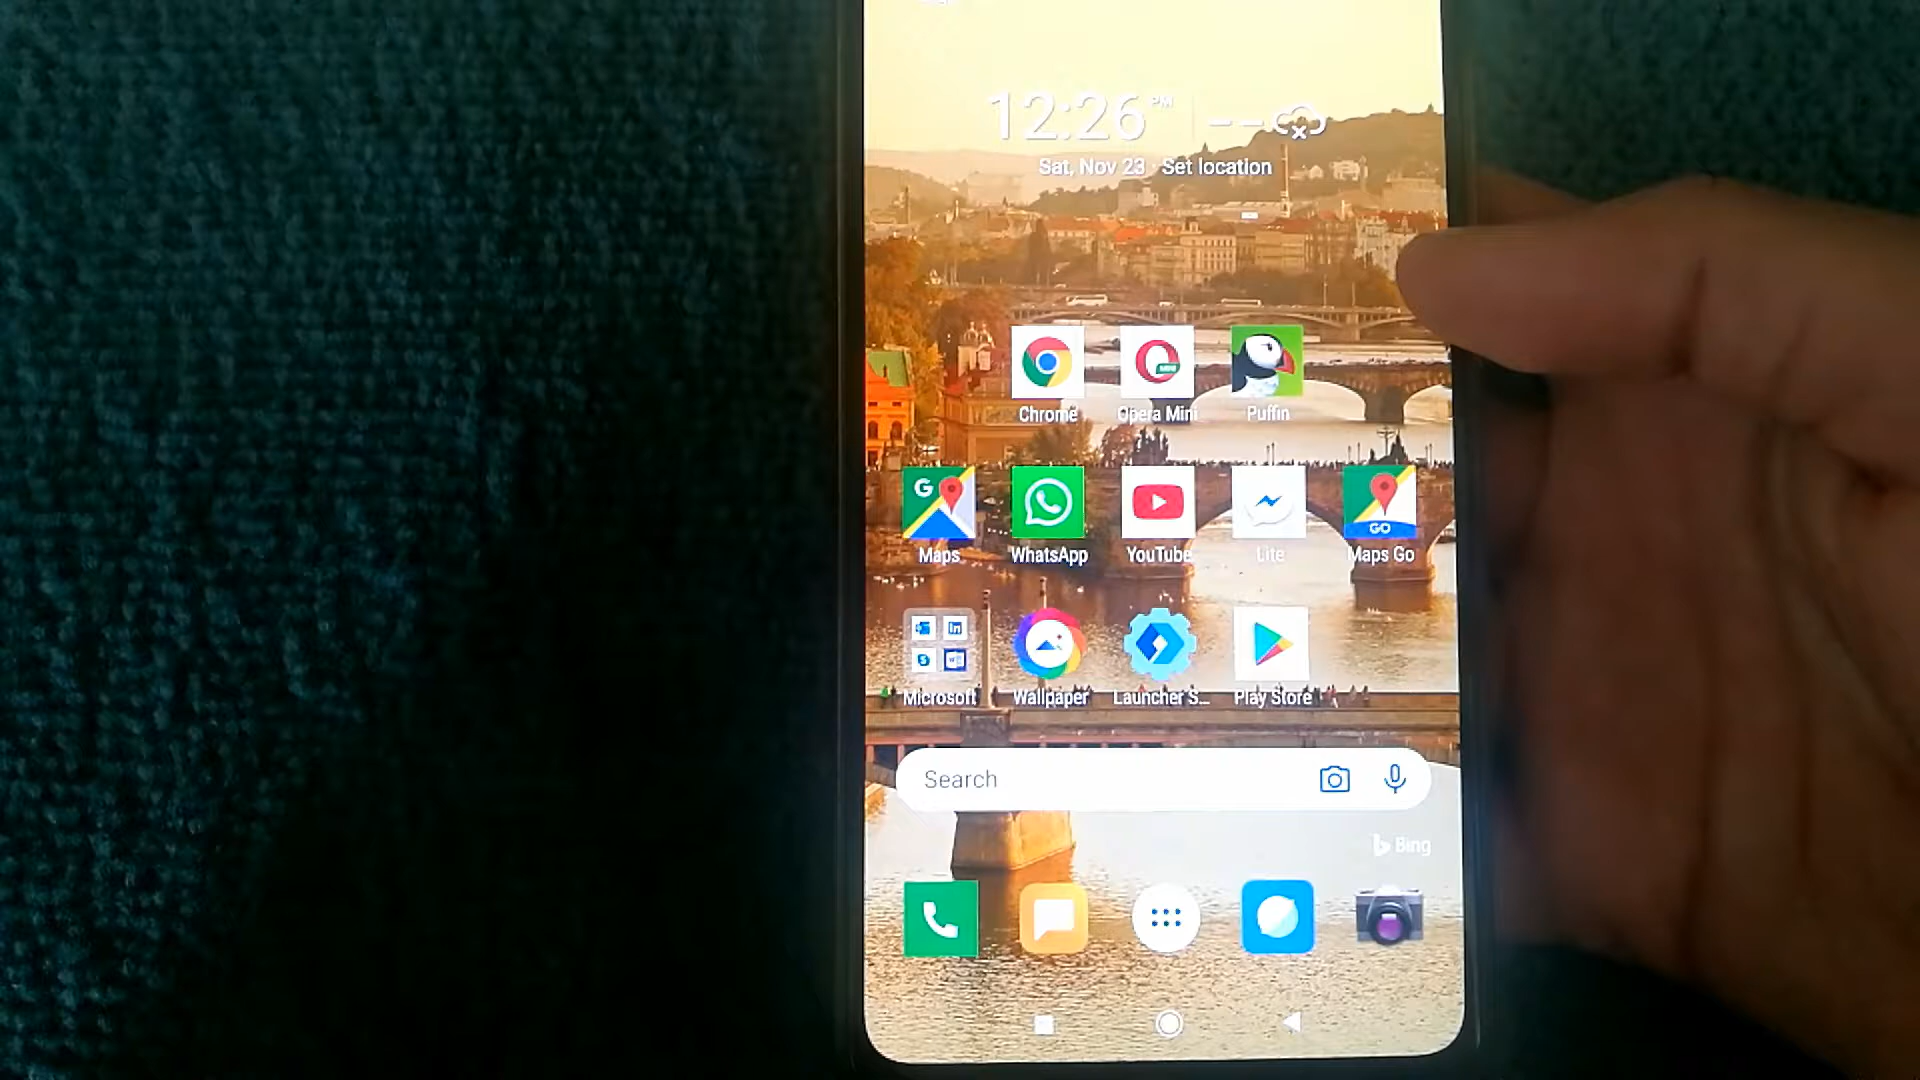 12:26 PM
Sat, Nov 23 · Set location
Chrome
Opera Mini
Puffin
Maps
WhatsApp
YouTube
Lite
GO
Maps Go
Microsoft
Wallpaper
Launcher S...
Play Store
Search
Bing